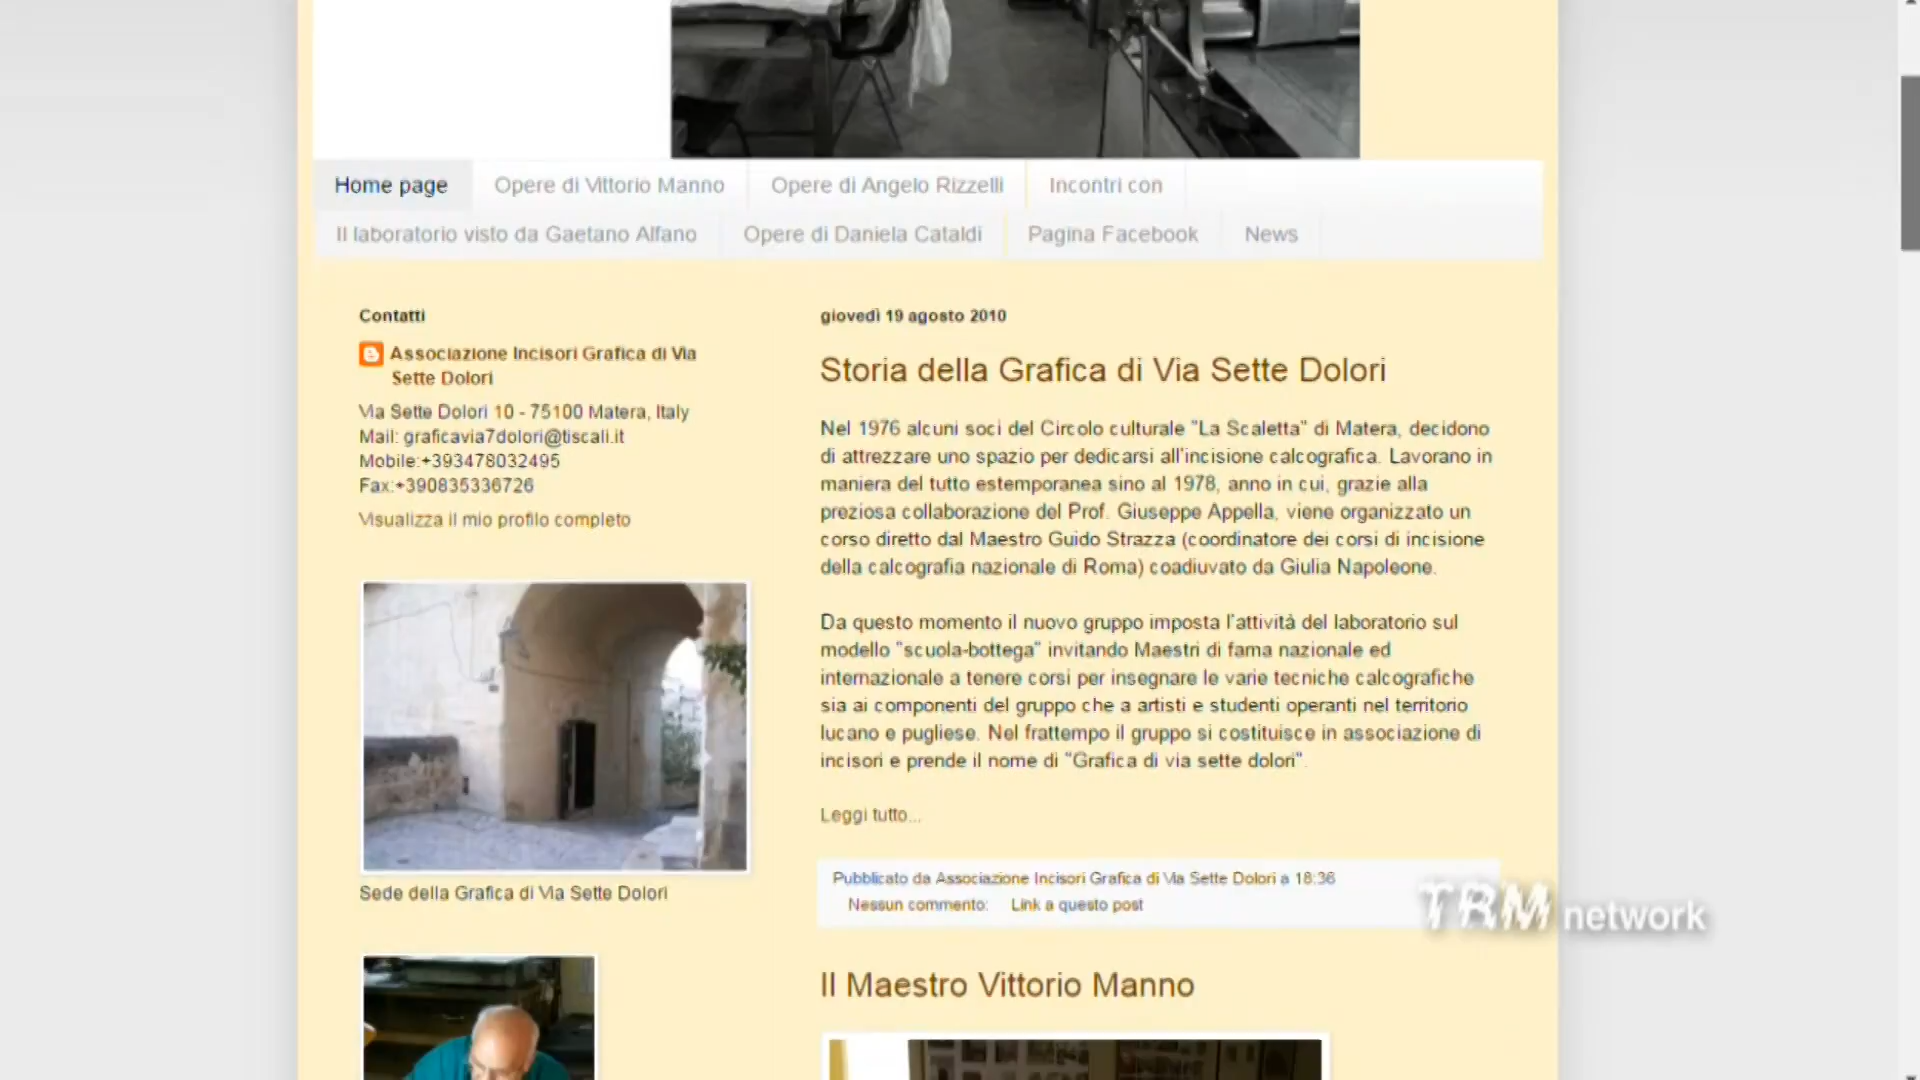 Home page
Opere di Vittorio Manno
Opere di Angelo Rizzelli
Incontri con
Il laboratorio visto da Gaetano Alfano
Opere di Daniela Cataldi
Pagina Facebook
News
Contatti
Associazione Incisori Grafica di Via
Sette Dolori
Via Sette Dolori 10 - 75100 Matera, Italy
Mail: graficavia7dolori@tiscali.it
Mobile:+393478032495
Fax:+390835336726
Visualizza il mio profilo completo
Sede della Grafica di Via Sette Dolori
giovedì 19 agosto 2010
Storia della Grafica di Via Sette Dolori
Nel 1976 alcuni soci del Circolo culturale "La Scaletta" di Matera, decidono
di attrezzare uno spazio per dedicarsi all'incisione calcografica. Lavorano in
maniera del tutto estemporanea sino al 1978, anno in cui, grazie alla
preziosa collaborazione del Prof. Giuseppe Appella, viene organizzato un
corso diretto dal Maestro Guido Strazza (coordinatore dei corsi di incisione
della calcografia nazionale di Roma) coadiuvato da Giulia Napoleone.
Da questo momento il nuovo gruppo imposta l'attività del laboratorio sul
modello "scuola-bottega" invitando Maestri di fama nazionale ed
internazionale a tenere corsi per insegnare le varie tecniche calcografiche
sia ai componenti del gruppo che a artisti e studenti operanti nel territorio
lucano e pugliese. Nel frattempo il gruppo si costituisce in associazione di
incisori e prende il nome di "Grafica di via sette dolori".
Leggi tutto...
Pubblicato da Associazione Incisori Grafica di Via Sette Dolori a 18:36
Nessun commento: Link a questo post
TRM network
Il Maestro Vittorio Manno